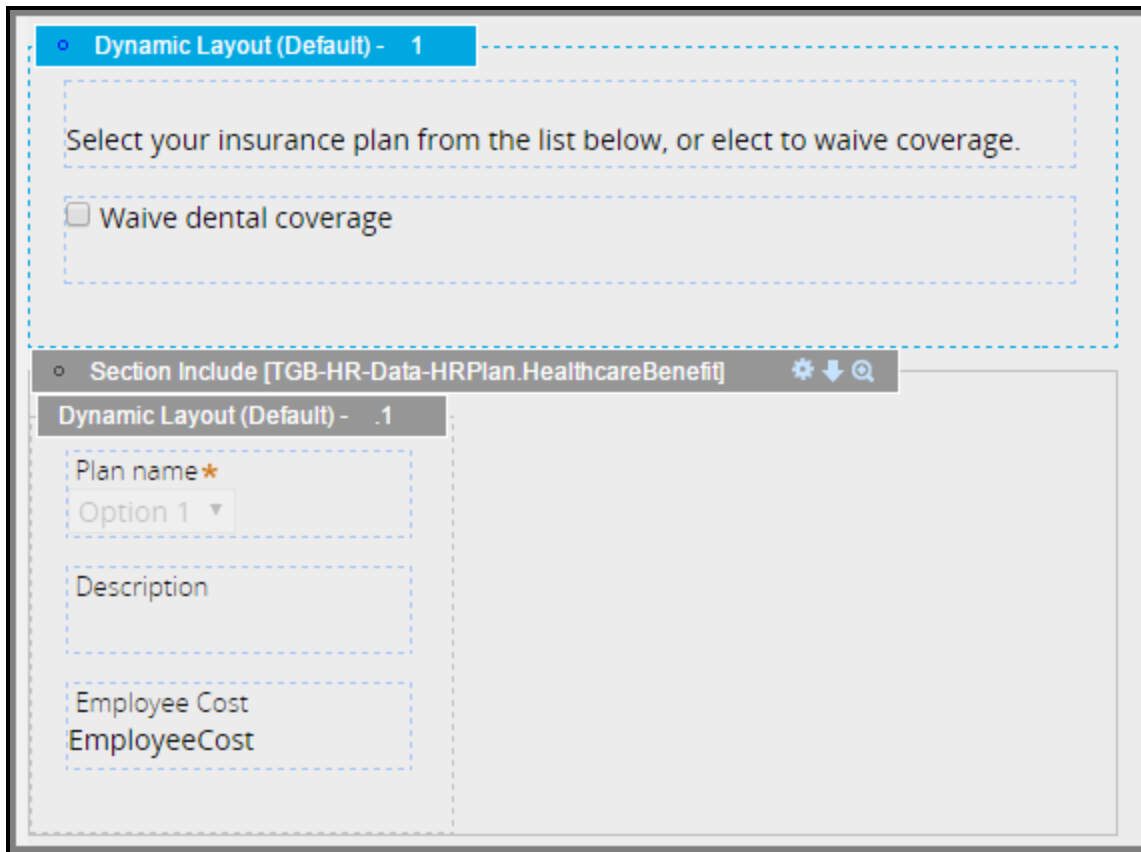 Dynamic Layout (Default) - 1
Select your insurance plan from the list below, or elect to waive coverage.
Waive dental coverage
Section Include [TGB-HR-Data-HRPlan.HealthcareBenefit]
Dynamic Layout (Default) - .1
Plan name*
Option 1
Description
Employee Cost
EmployeeCost